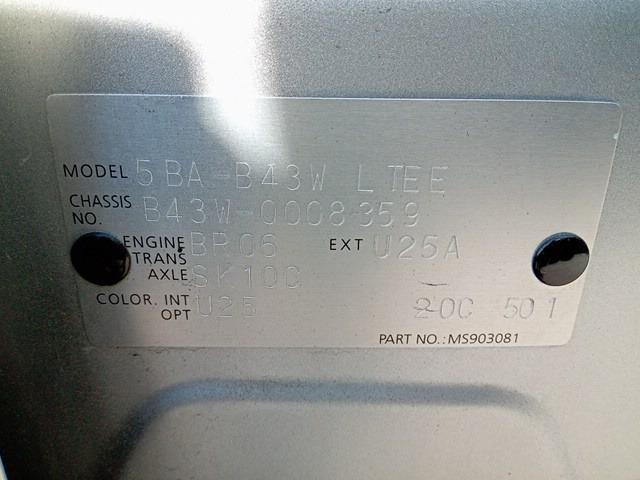 MODEL 5BA-B43W LTEE
CHASSIS NO. B43W-0008359
ENGINE BR06 EXT U25A
TRANS AXLE SK10C
COLOR. INT U25
OPT 20C 501
PART NO.: MS903081